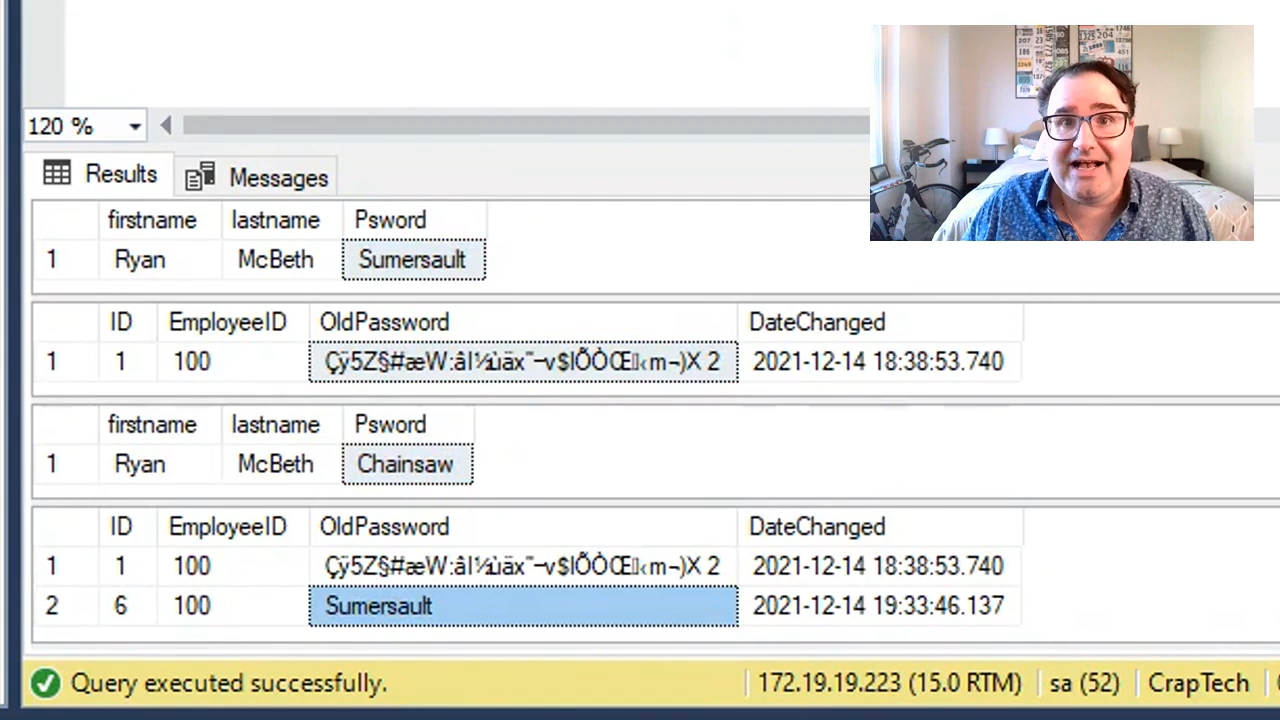 120 %
Results Messages
firstname lastname Psword
1 Ryan McBeth Sumersault
ID EmployeeID OldPassword DateChanged
1 1 100 2021-12-14 18:38:53.740
firstname lastname Psword
1 Ryan McBeth Chainsaw
ID EmployeeID OldPassword DateChanged
1 1 100 2021-12-14 18:38:53.740
2 6 100 Sumersault 2021-12-14 19:33:46.137
Query executed successfully. 172.19.19.223 (15.0 RTM) sa (52) CrapTech